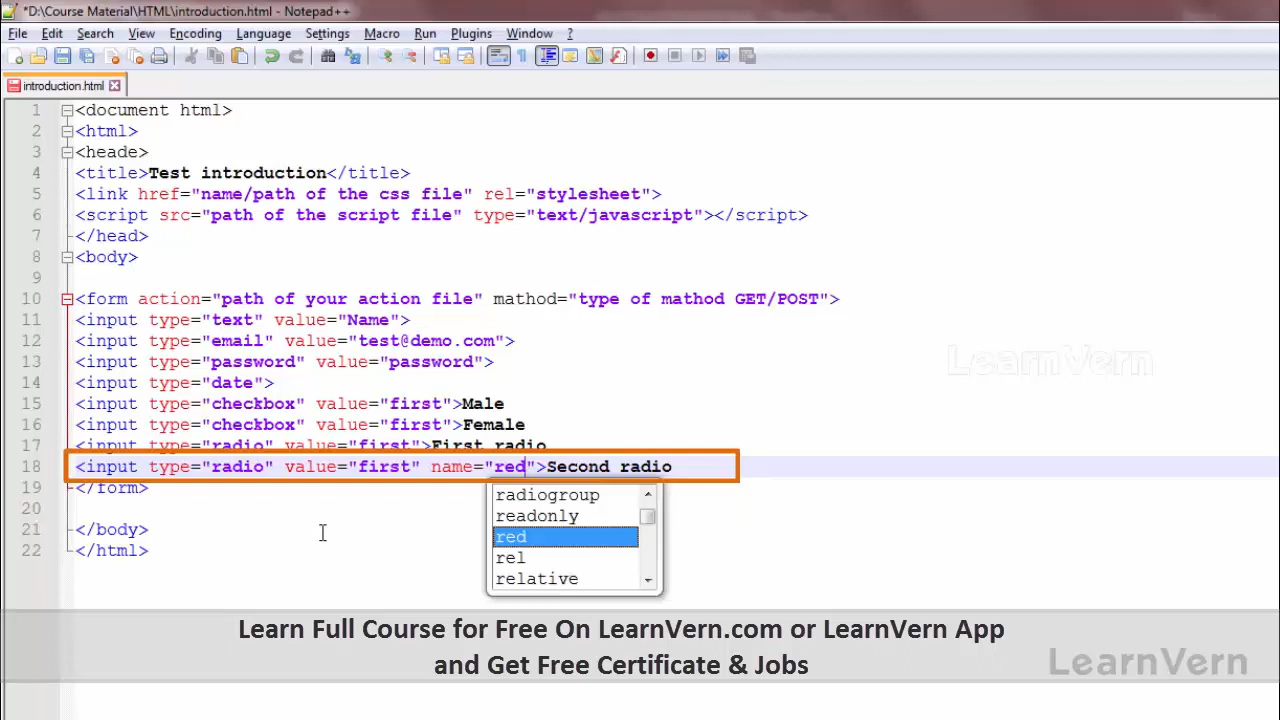 *D:\Course Material\HTML\introduction.html - Notepad++
File Edit Search View Encoding Language Settings Macro Run Plugins Window ?
introduction.html
1 <document html>
2 <html>
3 <heade>
4 <title>Test introduction</title>
5 <link href="name/path of the css file" rel="stylesheet">
6 <script src="path of the script file" type="text/javascript"></script>
7 </head>
8 <body>
9
10 <form action="path of your action file" mathod="type of mathod GET/POST">
11 <input type="text" value="Name">
12 <input type="email" value="test@demo.com">
13 <input type="password" value="password">
14 <input type="date">
15 <input type="checkbox" value="first">Male
16 <input type="checkbox" value="first">Female
17 <input type="radio" value="first">First radio
18 <input type="radio" value="first" name="red">Second radio
19 </form>
20
21 </body>
22 </html>
radiogroup
readonly
red
rel
relative
LearnVern
Learn Full Course for Free On LearnVern.com or LearnVern App
and Get Free Certificate & Jobs
LearnVern